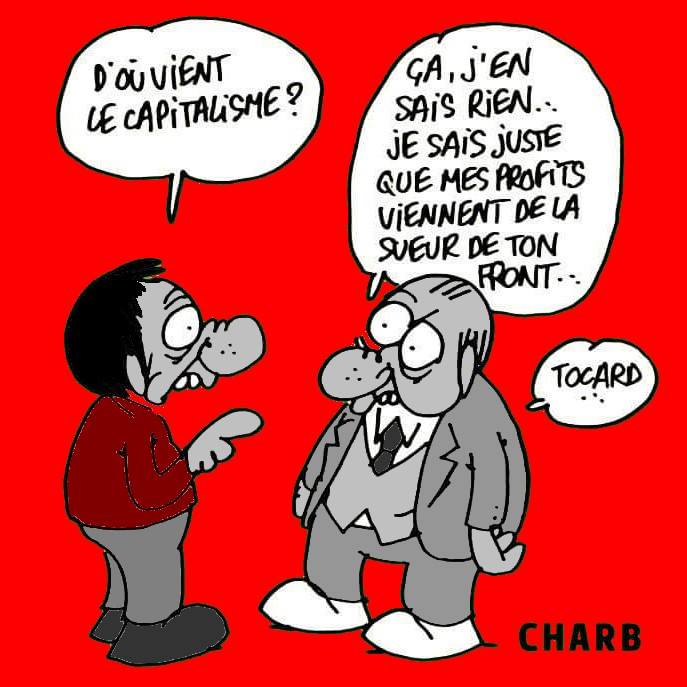 D'OÙ VIENT
LE CAPITALISME?
ÇA, J'EN
SAIS RIEN..
JE SAIS JUSTE
QUE MES PROFITS
VIENNENT DE LA
SUEUR DE TON
FRONT..
TOCARD
..
CHARB